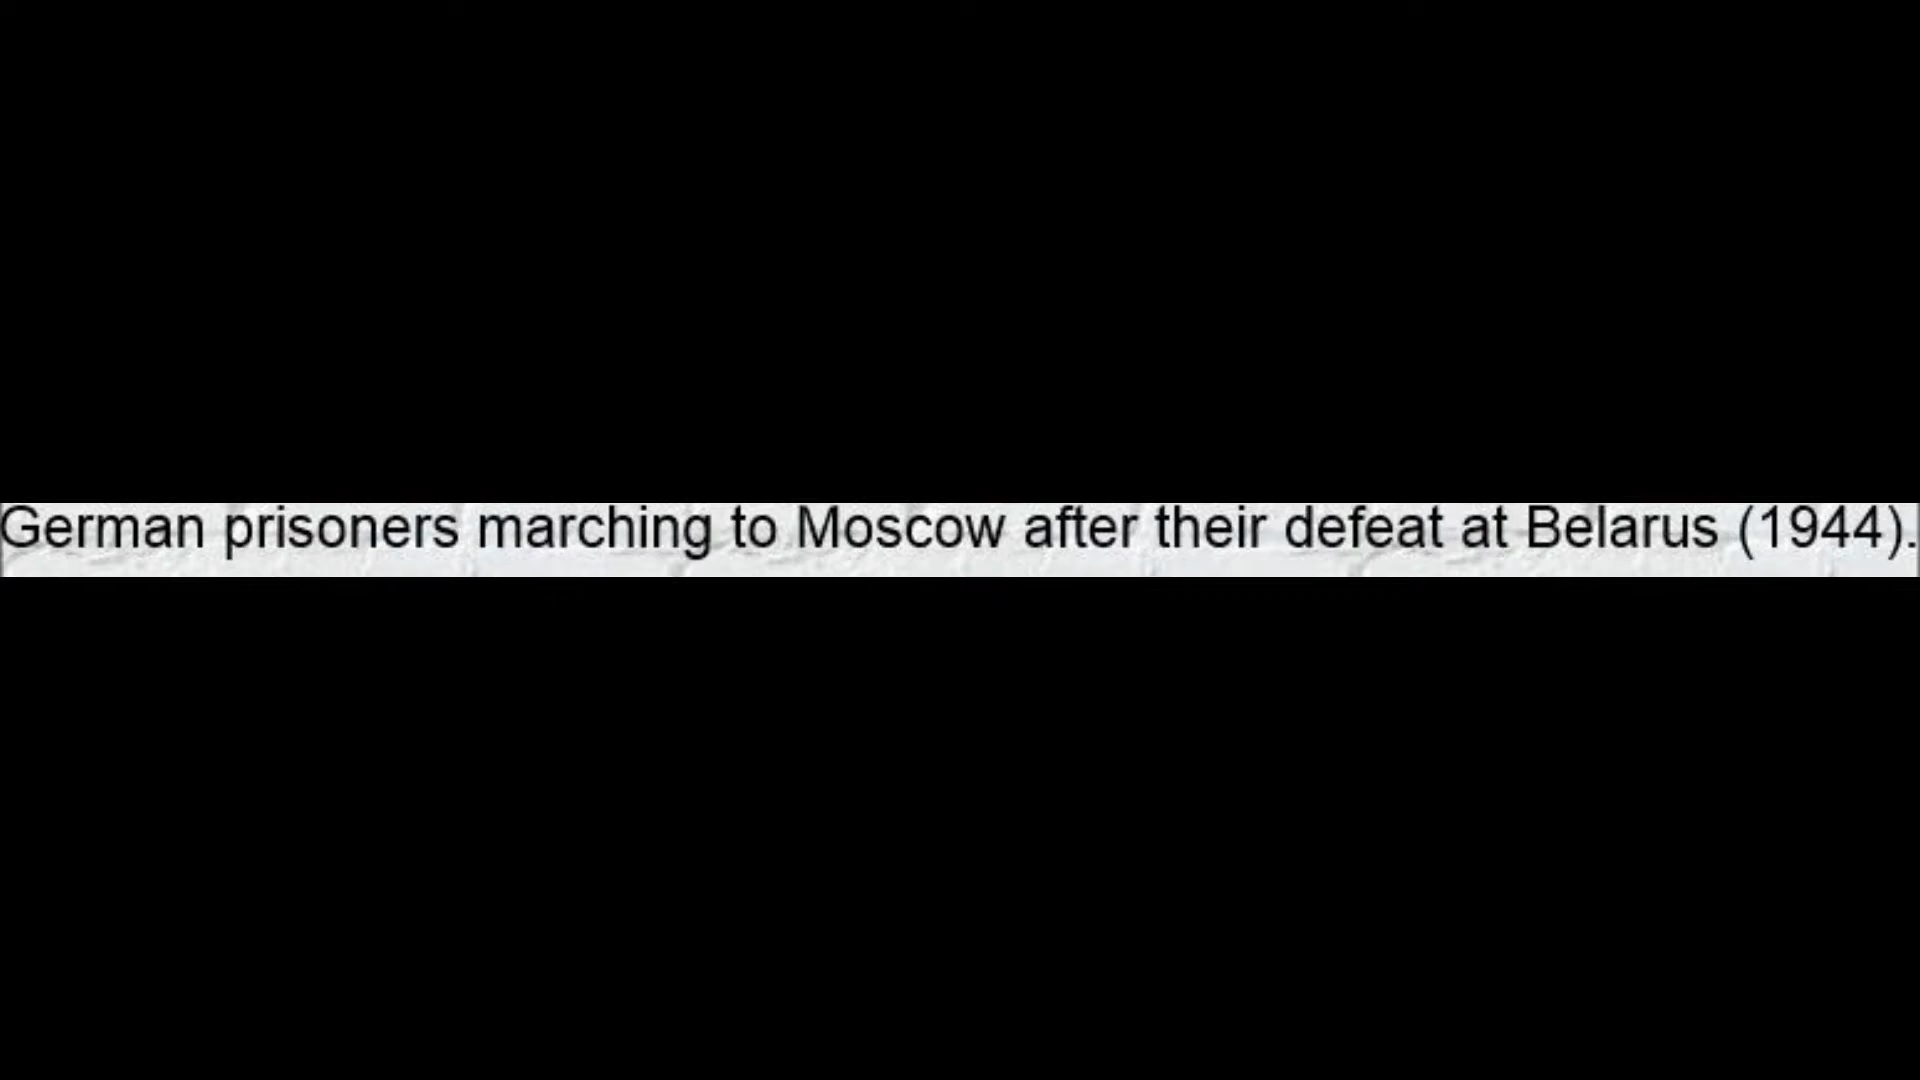 German prisoners marching to Moscow after their defeat at Belarus (1944).